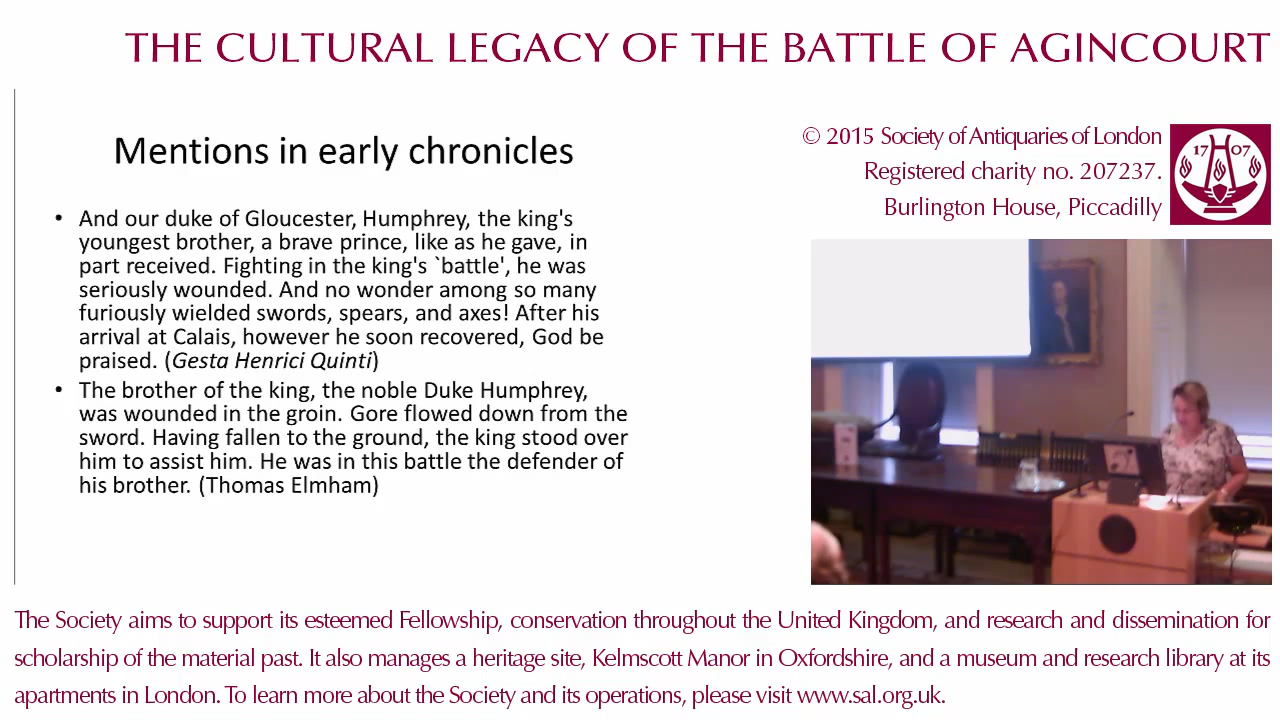 THE CULTURAL LEGACY OF THE BATTLE OF AGINCOURT
Mentions in early chronicles
• And our duke of Gloucester, Humphrey, the king's
youngest brother, a brave prince, like as he gave, in
part received. Fighting in the king's `battle', he was
seriously wounded. And no wonder among so many
furiously wielded swords, spears, and axes! After his
arrival at Calais, however he soon recovered, God be
praised. (Gesta Henrici Quinti)
• The brother of the king, the noble Duke Humphrey,
was wounded in the groin. Gore flowed down from the
sword. Having fallen to the ground, the king stood over
him to assist him. He was in this battle the defender of
his brother. (Thomas Elmham)
© 2015 Society of Antiquaries of London
Registered charity no. 207237.
Burlington House, Piccadilly
17 07
The Society aims to support its esteemed Fellowship, conservation throughout the United Kingdom, and research and dissemination for
scholarship of the material past. It also manages a heritage site, Kelmscott Manor in Oxfordshire, and a museum and research library at its
apartments in London. To learn more about the Society and its operations, please visit www.sal.org.uk.